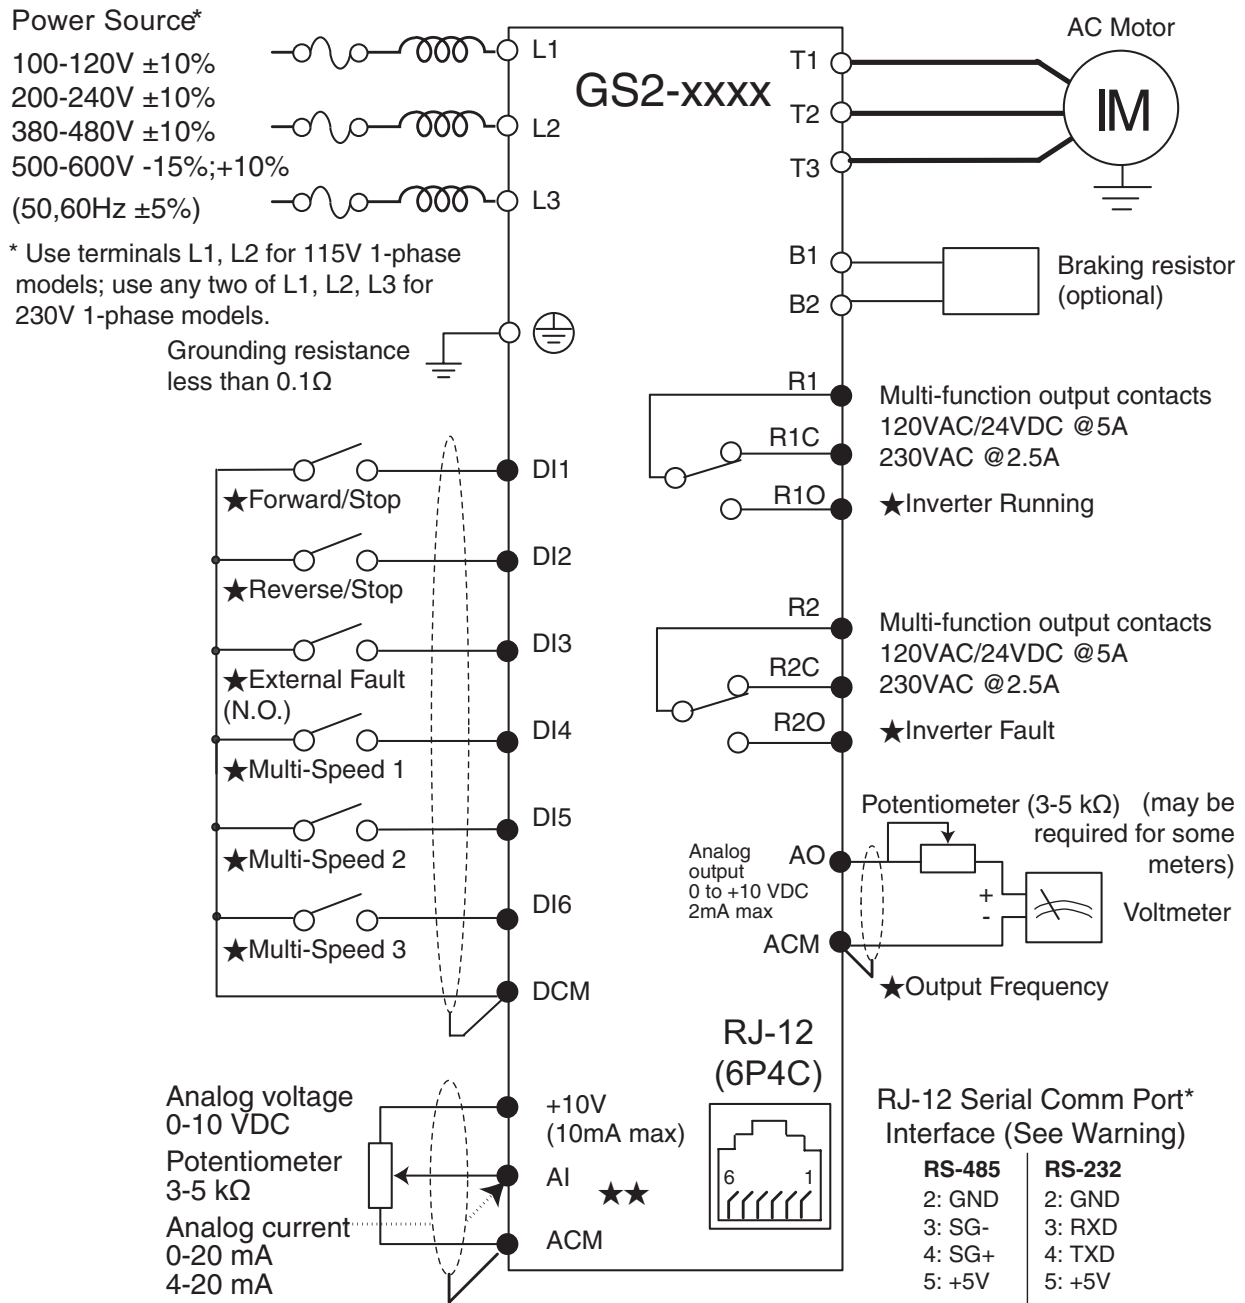 Power Source*
100-120V ±10%
200-240V ±10%
380-480V ±10%
500-600V -15%;+10%
(50,60Hz ±5%)
* Use terminals L1, L2 for 115V 1-phase
models; use any two of L1, L2, L3 for
230V 1-phase models.
Grounding resistance
less than 0.1Ω
L1
L2
L3
GS2-xxxx
T1
T2
T3
AC Motor
IM
B1
B2
Braking resistor
(optional)
R1
R1C
R1O
Multi-function output contacts
120VAC/24VDC @5A
230VAC @2.5A
★Inverter Running
R2
R2C
R2O
Multi-function output contacts
120VAC/24VDC @5A
230VAC @2.5A
★Inverter Fault
DI1
★Forward/Stop
DI2
★Reverse/Stop
DI3
★External Fault
(N.O.)
DI4
★Multi-Speed 1
DI5
★Multi-Speed 2
DI6
★Multi-Speed 3
DCM
Potentiometer (3-5 kΩ) (may be
required for some
meters)
Analog
output
0 to +10 VDC
2mA max
AO
ACM
+
-
Voltmeter
★Output Frequency
Analog voltage
0-10 VDC
Potentiometer
3-5 kΩ
Analog current
0-20 mA
4-20 mA
+10V
(10mA max)
AI
★★
ACM
RJ-12
(6P4C)
6 1
RJ-12 Serial Comm Port*
Interface (See Warning)
RS-485 RS-232
2: GND 2: GND
3: SG- 3: RXD
4: SG+ 4: TXD
5: +5V 5: +5V